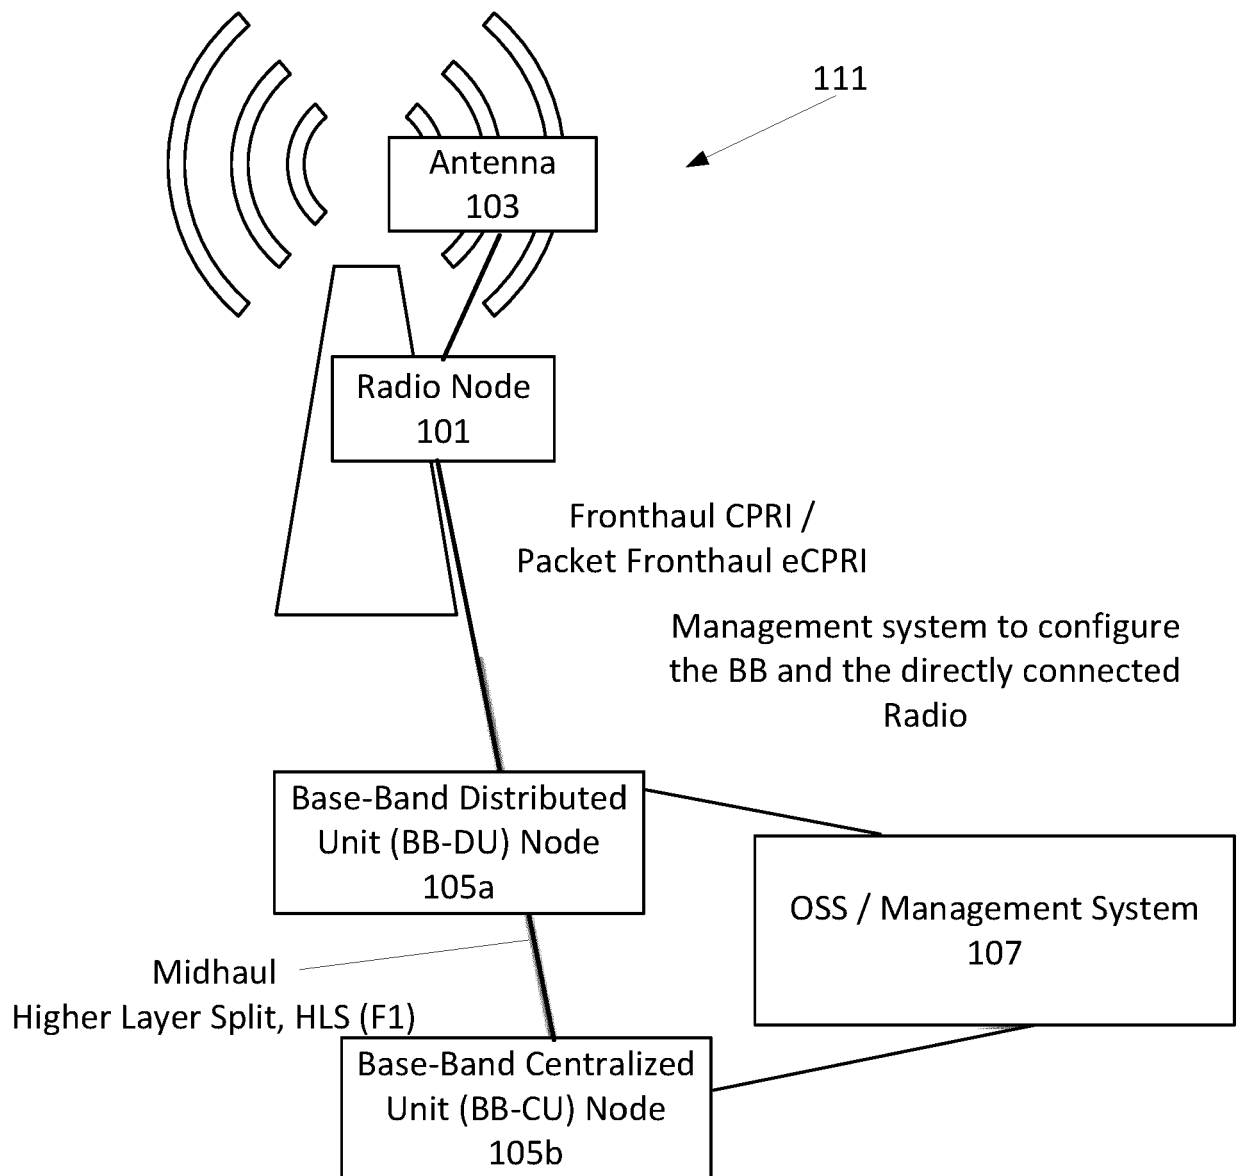 111
Antenna
103
Radio Node
101
Fronthaul CPRI /
Packet Fronthaul eCPRI
Management system to configure
the BB and the directly connected
Radio
Base-Band Distributed
Unit (BB-DU) Node
105a
OSS / Management System
107
Midhaul
Higher Layer Split, HLS (F1)
Base-Band Centralized
Unit (BB-CU) Node
105b